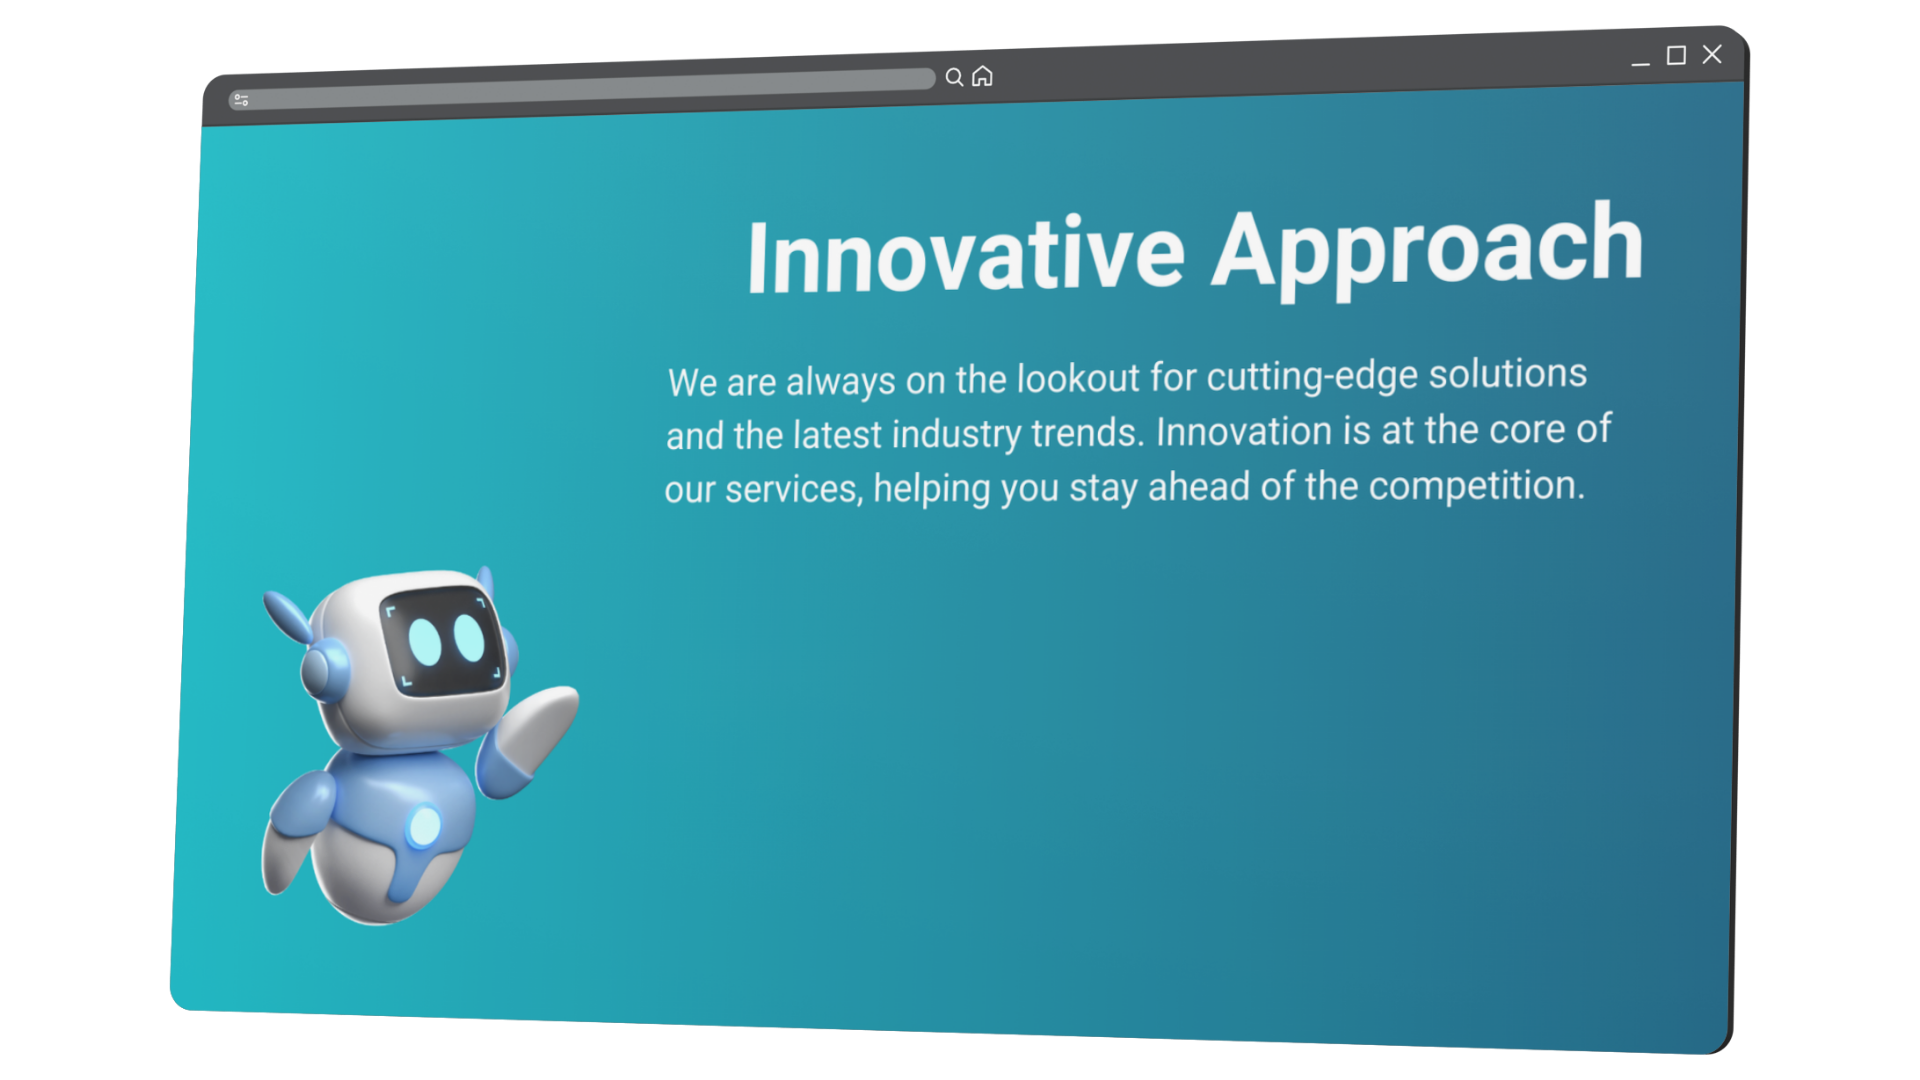 Innovative Approach
We are always on the lookout for cutting-edge solutions
and the latest industry trends. Innovation is at the core of
our services, helping you stay ahead of the competition.